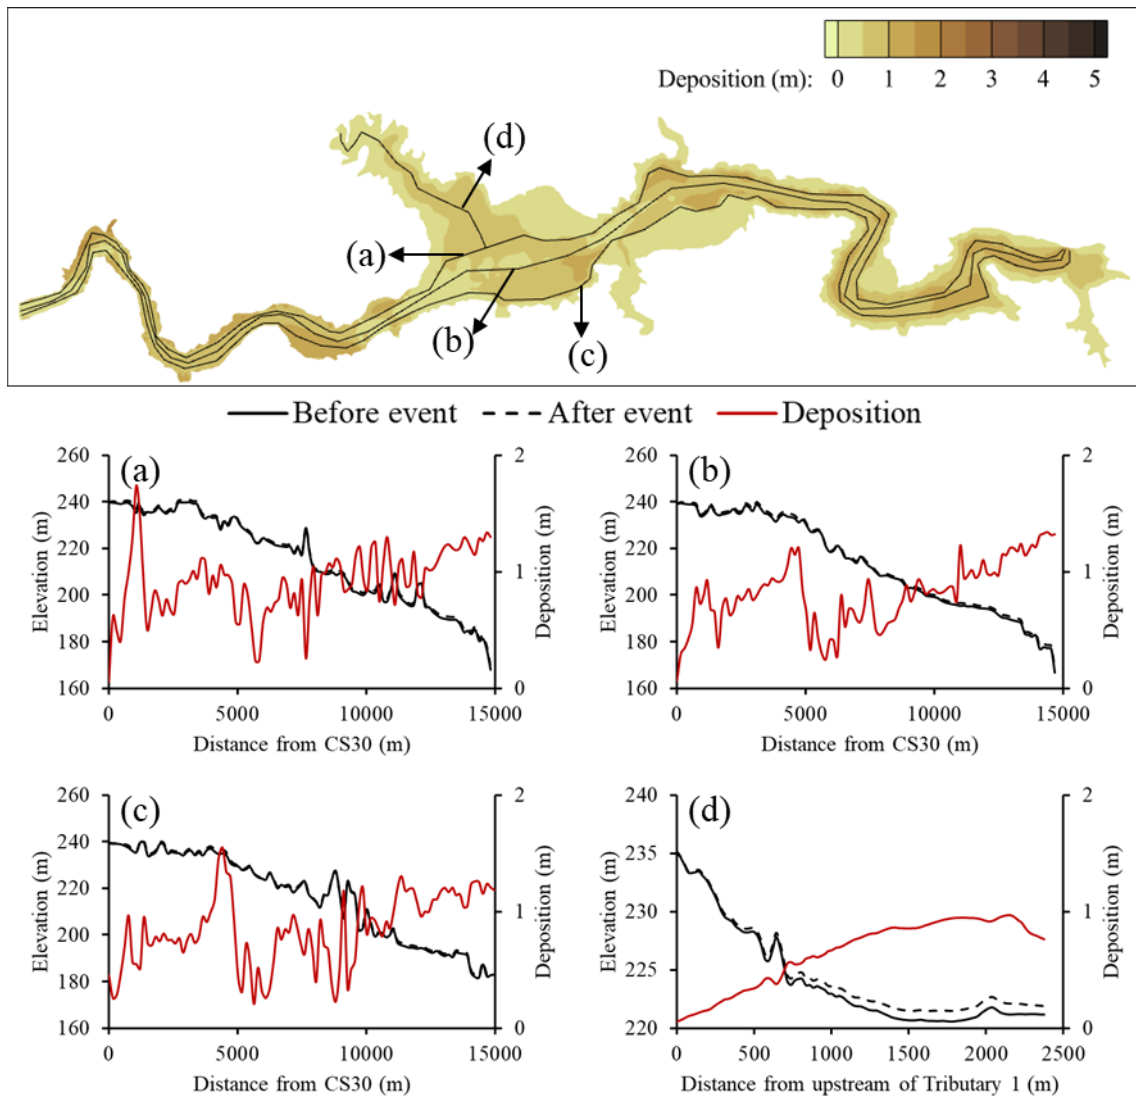 Deposition (m): 0 1 2 3 4 5
(d)
(a)
(b)
(c)
Before event After event Deposition
(a)
260
240
220
200
180
160
Elevation (m)
2
1
0
Deposition (m)
0 5000 10000 15000
Distance from CS30 (m)
(b)
260
240
220
200
180
160
Elevation (m)
2
1
0
Deposition (m)
0 5000 10000 15000
Distance from CS30 (m)
(c)
260
240
220
200
180
160
Elevation (m)
2
1
0
Deposition (m)
0 5000 10000 15000
Distance from CS30 (m)
(d)
240
235
230
225
220
Elevation (m)
2
1
0
Deposition (m)
0 500 1000 1500 2000 2500
Distance from upstream of Tributary 1 (m)